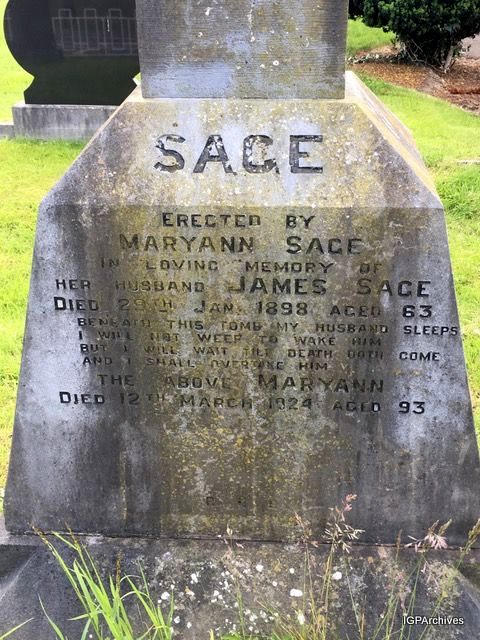 SAGE
ERECTED BY
MARYANN SAGE
IN LOVING MEMORY OF
HER HUSBAND JAMES SAGE
DIED 29TH JAN. 1898 AGED 63
BENEATH THIS TOMB MY HUSBAND SLEEPS
I WILL NOT WEEP TO WAKE HIM
BUT I WILL WAIT TILL DEATH DOTH COME
AND I SHALL OVERTAKE HIM
THE ABOVE MARYANN
DIED 12TH MARCH 1924 AGED 93
IGPArchives